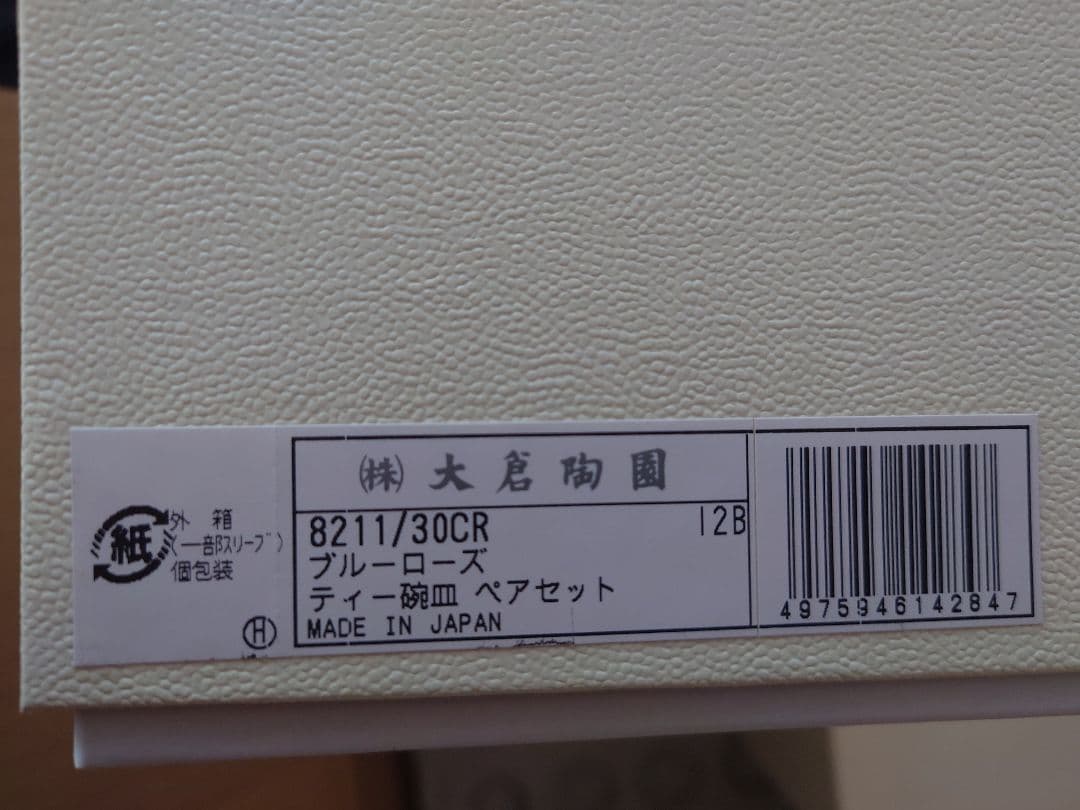 紙
外 箱
(一部スリーブ)
個包装
Ⓗ
㈱ 大倉陶園
8211/30CR 12B
ブルーローズ
ティー碗皿 ペアセット
MADE IN JAPAN
4975946142847